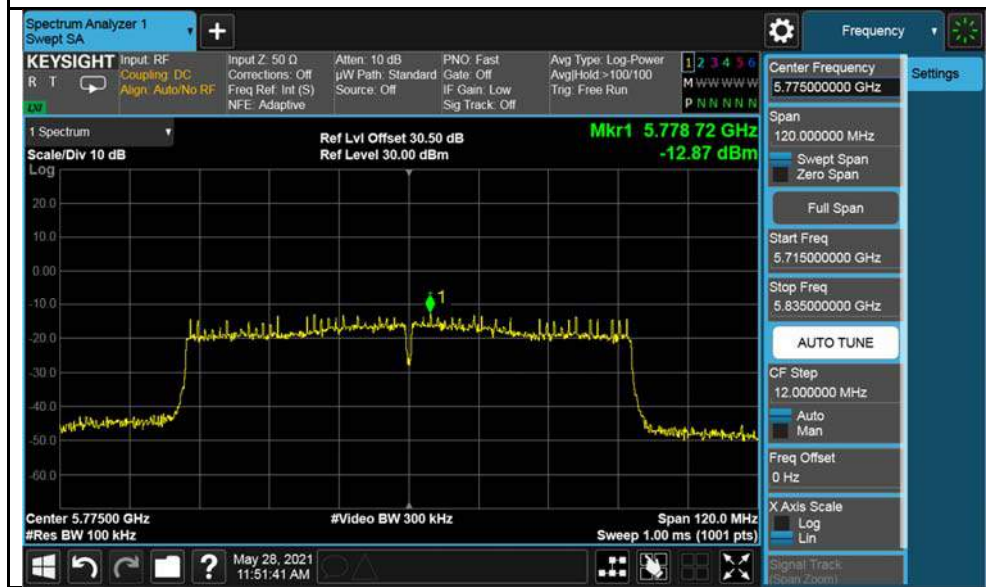 Spectrum Analyzer 1
Swept SA
Frequency
KEYSIGHT
R T
LXI
Input: RF
Coupling: DC
Align: Auto/No RF
Input Z: 50 Ω
Corrections: Off
Freq Ref: Int (S)
NFE: Adaptive
Atten: 10 dB
µW Path: Standard
Source: Off
PNO: Fast
Gate: Off
IF Gain: Low
Sig Track: Off
Avg Type: Log-Power
Avg|Hold:>100/100
Trig: Free Run
1 2 3 4 5 6
M W W W W W
P N N N N N
1 Spectrum
Scale/Div 10 dB
Ref Lvl Offset 30.50 dB
Ref Level 30.00 dBm
Mkr1 5.778 72 GHz
-12.87 dBm
Log
20.0
10.0
0.00
-10.0
-20.0
-30.0
-40.0
-50.0
-60.0
1
Center 5.77500 GHz
#Res BW 100 kHz
#Video BW 300 kHz
Span 120.0 MHz
Sweep 1.00 ms (1001 pts)
May 28, 2021
11:51:41 AM
Center Frequency
5.775000000 GHz
Settings
Span
120.000000 MHz
Swept Span
Zero Span
Full Span
Start Freq
5.715000000 GHz
Stop Freq
5.835000000 GHz
AUTO TUNE
CF Step
12.000000 MHz
Auto
Man
Freq Offset
0 Hz
X Axis Scale
Log
Lin
Signal Track
(Span Zoom)